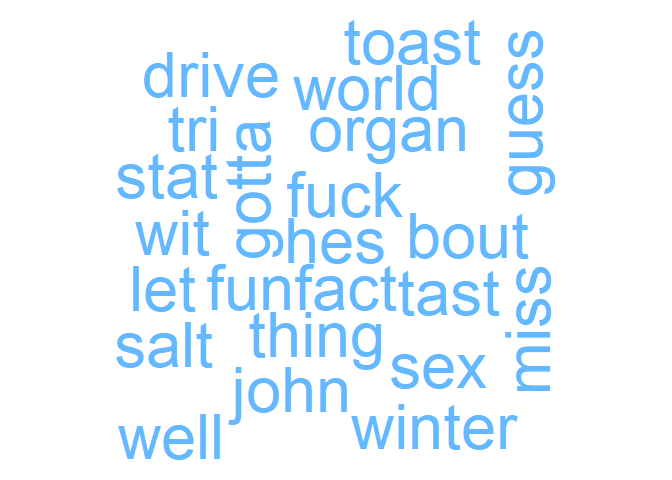 toast
guess
drive
world
tri
organ
gotta
stat
fuck
wit
hes
bout
let
funfact
tast
miss
salt
thing
sex
john
well
winter